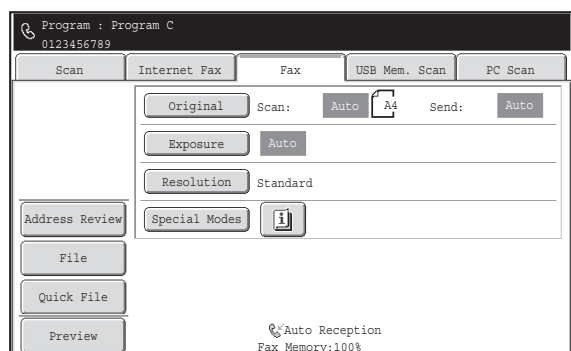 Program : Program C
0123456789
Scan Internet Fax Fax USB Mem. Scan PC Scan
Original Scan: Auto A4 Send: Auto
Exposure Auto
Resolution Standard
Address Review Special Modes
File
Quick File
Preview Auto Reception
Fax Memory:100%